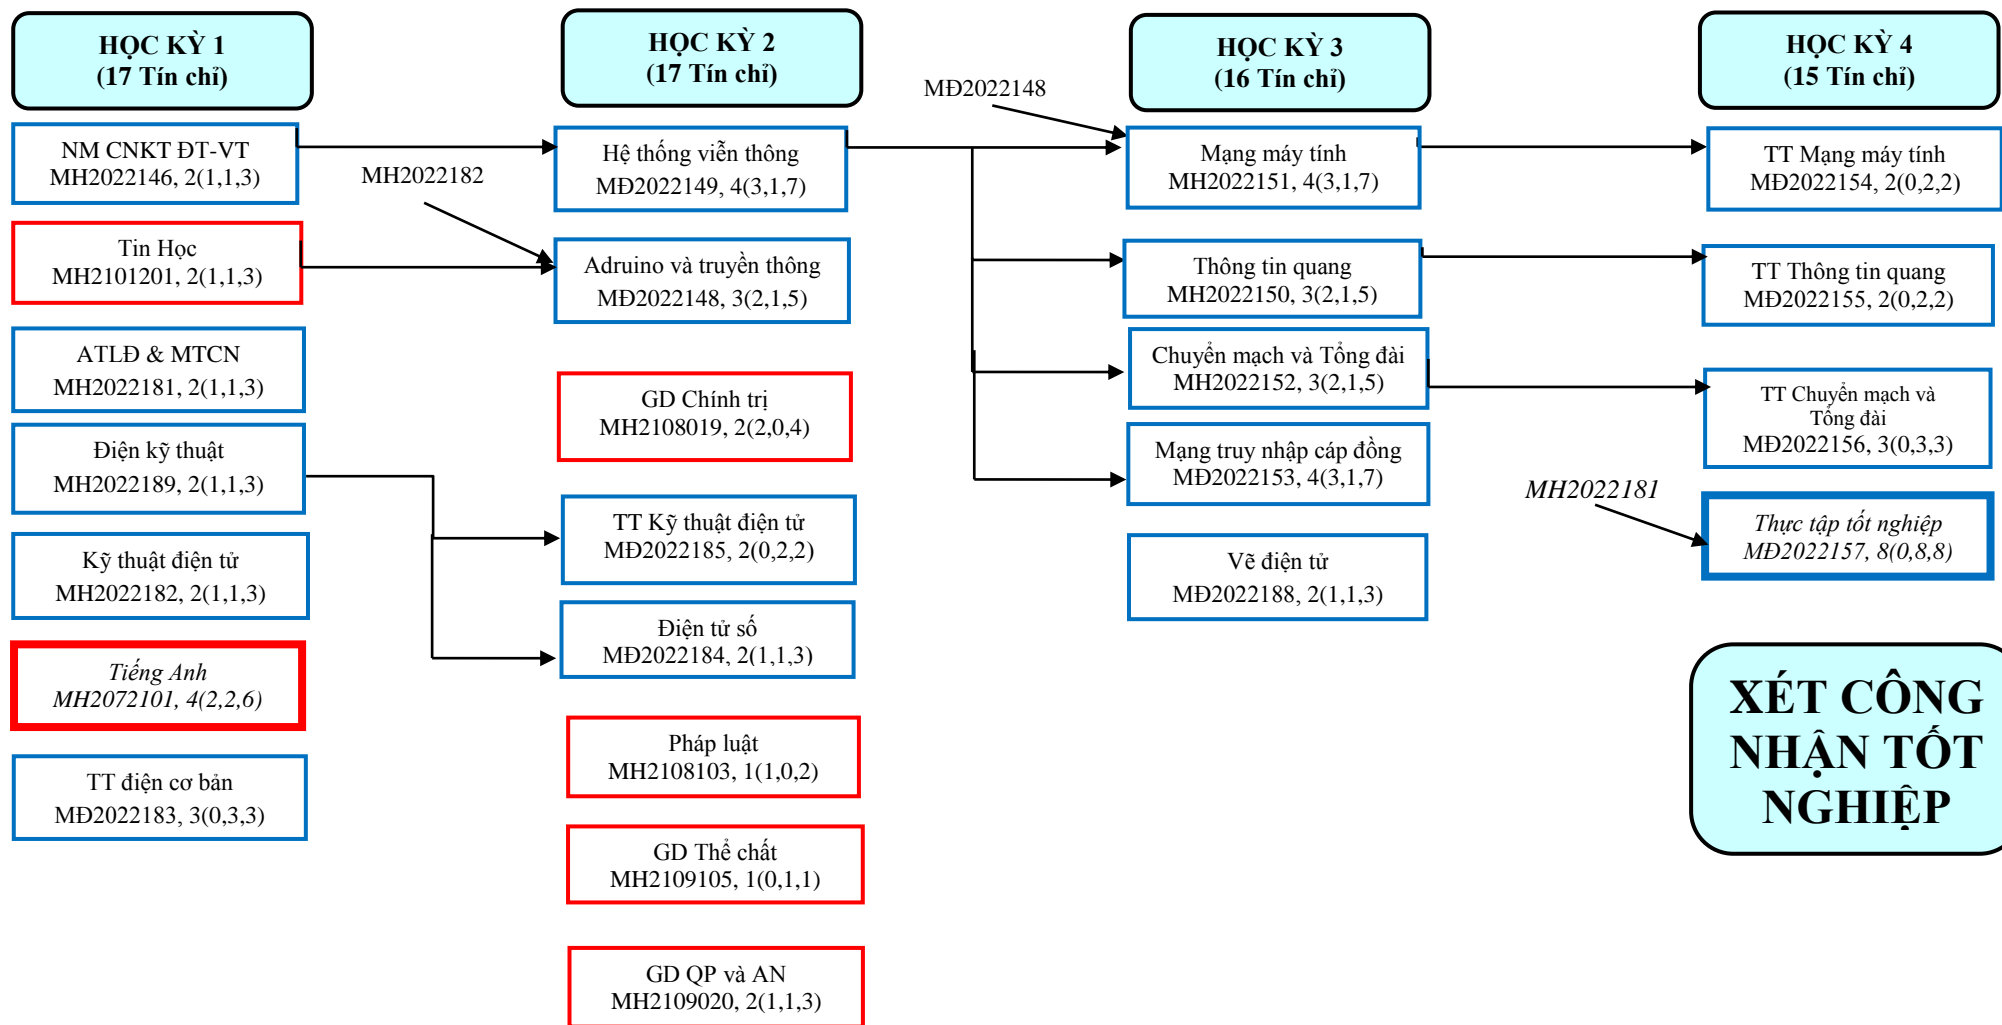 HỌC KỲ 1
(17 Tín chỉ)
NM CNKT ĐT-VT
MH2022146, 2(1,1,3)
Tin Học
MH2101201, 2(1,1,3)
ATLĐ & MTCN
MH2022181, 2(1,1,3)
Điện kỹ thuật
MH2022189, 2(1,1,3)
Kỹ thuật điện tử
MH2022182, 2(1,1,3)
Tiếng Anh
MH2072101, 4(2,2,6)
TT điện cơ bản
MĐ2022183, 3(0,3,3)
MH2022182
HỌC KỲ 2
(17 Tín chỉ)
Hệ thống viễn thông
MĐ2022149, 4(3,1,7)
Adruino và truyền thông
MĐ2022148, 3(2,1,5)
GD Chính trị
MH2108019, 2(2,0,4)
TT Kỹ thuật điện tử
MĐ2022185, 2(0,2,2)
Điện tử số
MĐ2022184, 2(1,1,3)
Pháp luật
MH2108103, 1(1,0,2)
GD Thể chất
MH2109105, 1(0,1,1)
GD QP và AN
MH2109020, 2(1,1,3)
MĐ2022148
HỌC KỲ 3
(16 Tín chỉ)
Mạng máy tính
MH2022151, 4(3,1,7)
Thông tin quang
MH2022150, 3(2,1,5)
Chuyển mạch và Tổng đài
MH2022152, 3(2,1,5)
Mạng truy nhập cáp đồng
MĐ2022153, 4(3,1,7)
Vẽ điện tử
MĐ2022188, 2(1,1,3)
HỌC KỲ 4
(15 Tín chỉ)
TT Mạng máy tính
MĐ2022154, 2(0,2,2)
TT Thông tin quang
MĐ2022155, 2(0,2,2)
TT Chuyển mạch và
Tổng đài
MĐ2022156, 3(0,3,3)
MH2022181
Thực tập tốt nghiệp
MĐ2022157, 8(0,8,8)
XÉT CÔNG
NHẬN TỐT
NGHIỆP